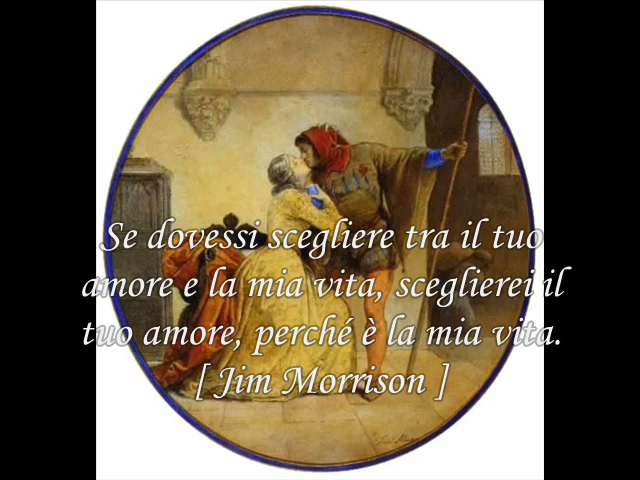 Se dovessi scegliere tra il tuo
amore e la mia vita, sceglierei il
tuo amore, perché è la mia vita.
[ Jim Morrison ]